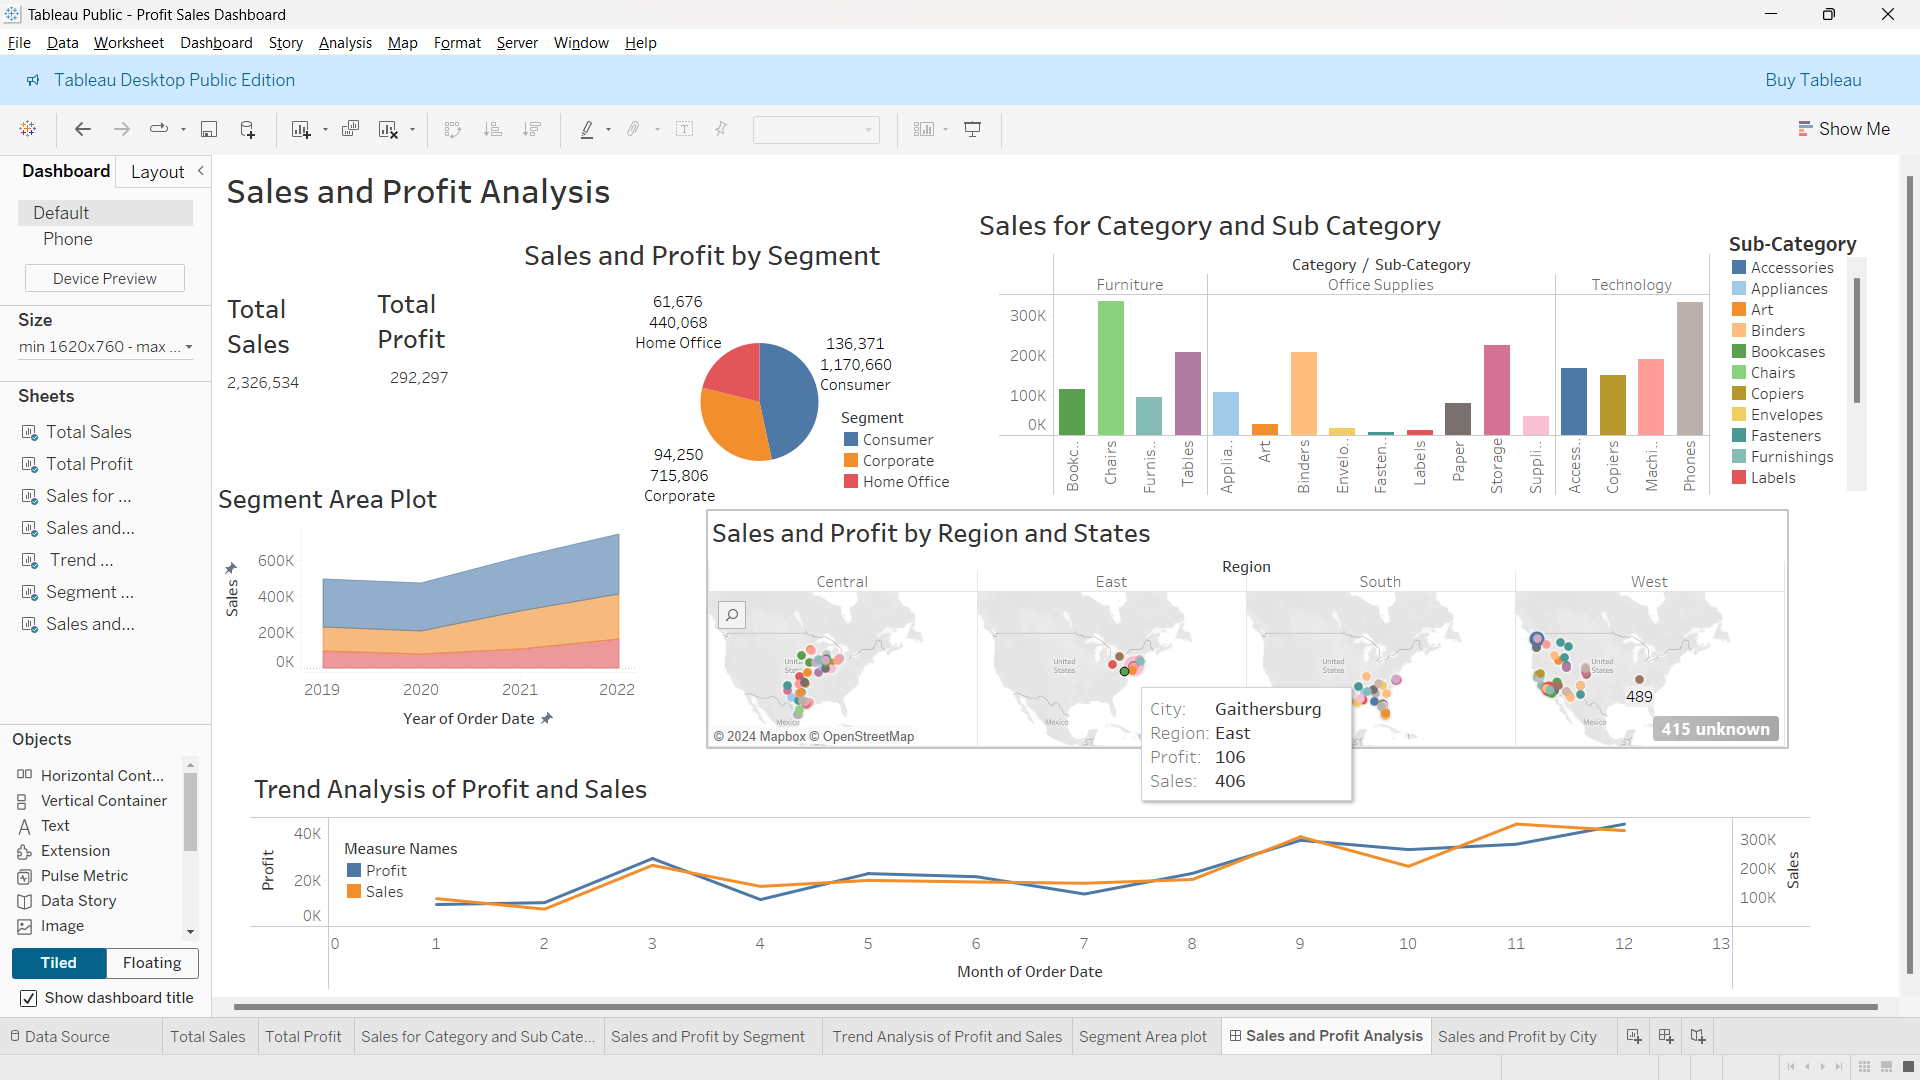 Tableau Public - Profit Sales Dashboard
File Data Worksheet Dashboard Story Analysis Map Format Server Window Help
Tableau Desktop Public Edition
Buy Tableau
Show Me
Dashboard
Layout
Default
Phone
Device Preview
Size
min 1620x760 - max ...
Sheets
Total Sales
Total Profit
Sales for ...
Sales and...
Trend ...
Segment ...
Sales and...
Objects
Horizontal Cont...
Vertical Container
Text
Extension
Pulse Metric
Data Story
Image
Tiled
Floating
Show dashboard title
Sales and Profit Analysis
Total
Sales
2,326,534
Total
Profit
292,297
Sales and Profit by Segment
61,676
440,068
Home Office
136,371
1,170,660
Consumer
94,250
715,806
Corporate
Segment
Consumer
Corporate
Home Office
Sales for Category and Sub Category
Category / Sub-Category
Furniture
Office Supplies
Technology
300K
200K
100K
0K
Bookc..
Chairs
Furnis..
Tables
Applia..
Art
Binders
Envelo..
Fasten..
Labels
Paper
Storage
Suppli..
Access..
Copiers
Machi..
Phones
Sub-Category
Accessories
Appliances
Art
Binders
Bookcases
Chairs
Copiers
Envelopes
Fasteners
Furnishings
Labels
Segment Area Plot
Sales
600K
400K
200K
0K
2019
2020
2021
2022
Year of Order Date
Sales and Profit by Region and States
Region
Central
East
South
West
United
States
Mexico
United
States
Mexico
United
States
United
States
Mexico
489
© 2024 Mapbox © OpenStreetMap
415 unknown
City: Gaithersburg
Region: East
Profit: 106
Sales: 406
Trend Analysis of Profit and Sales
Profit
40K
20K
0K
Measure Names
Profit
Sales
300K
200K
100K
Sales
0 1 2 3 4 5 6 7 8 9 10 11 12 13
Month of Order Date
Data Source
Total Sales
Total Profit
Sales for Category and Sub Cate...
Sales and Profit by Segment
Trend Analysis of Profit and Sales
Segment Area plot
Sales and Profit Analysis
Sales and Profit by City